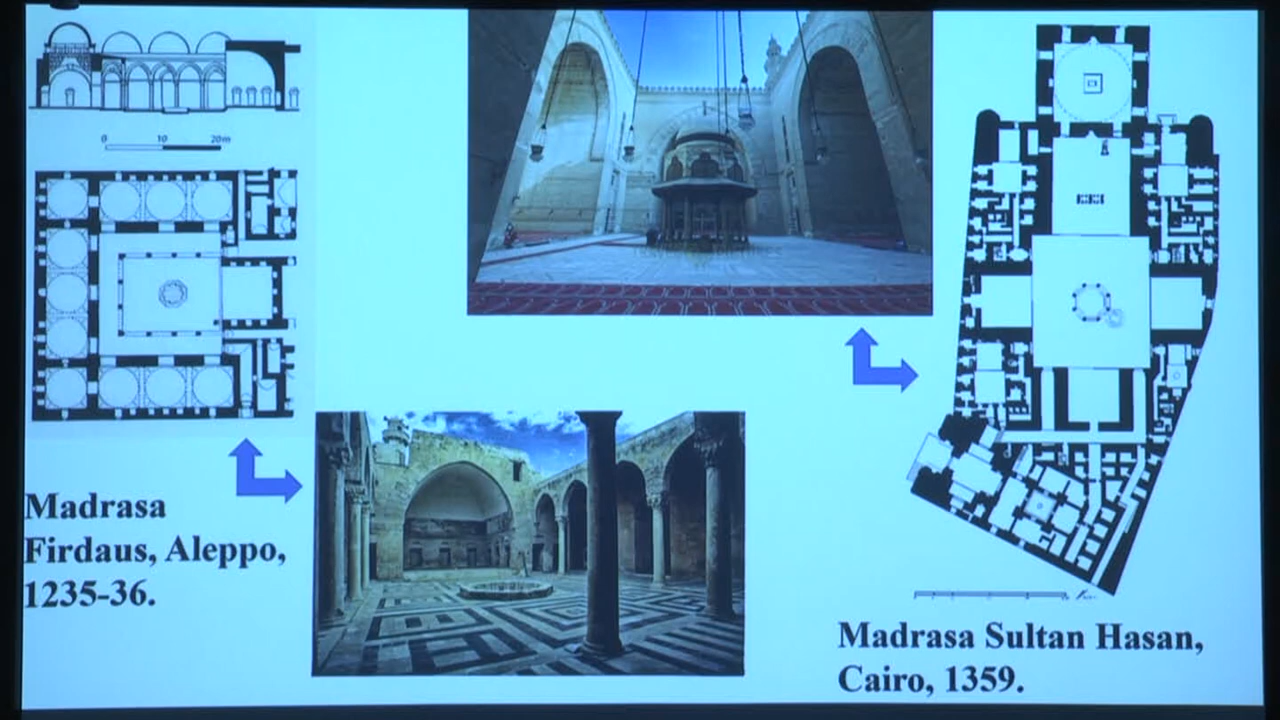 0 10 20m
Madrasa
Firdaus, Aleppo,
1235-36.
Madrasa Sultan Hasan,
Cairo, 1359.